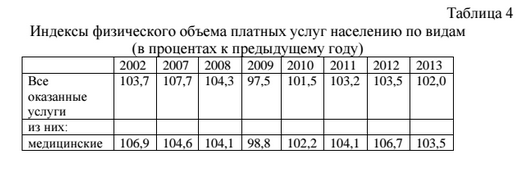 Таблица 4
Индексы физического объема платных услуг населению по видам
(в процентах к предыдущему году)
2002 2007 2008 2009 2010 2011 2012 2013
Все 103,7 107,7 104,3 97,5 101,5 103,2 103,5 102,0
оказанные
услуги
из них:
медицинские 106,9 104,6 104,1 98,8 102,2 104,1 106,7 103,5